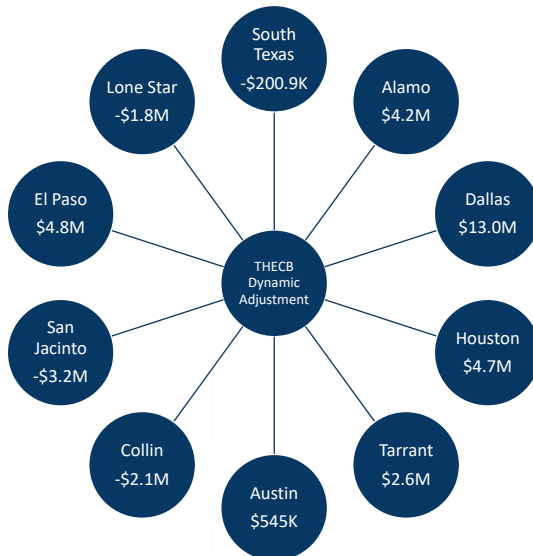 South
Texas
-$200.9K
Alamo
$4.2M
Dallas
$13.0M
Houston
$4.7M
Tarrant
$2.6M
Austin
$545K
Collin
-$2.1M
San
Jacinto
-$3.2M
El Paso
$4.8M
Lone Star
-$1.8M
THECB
Dynamic
Adjustment